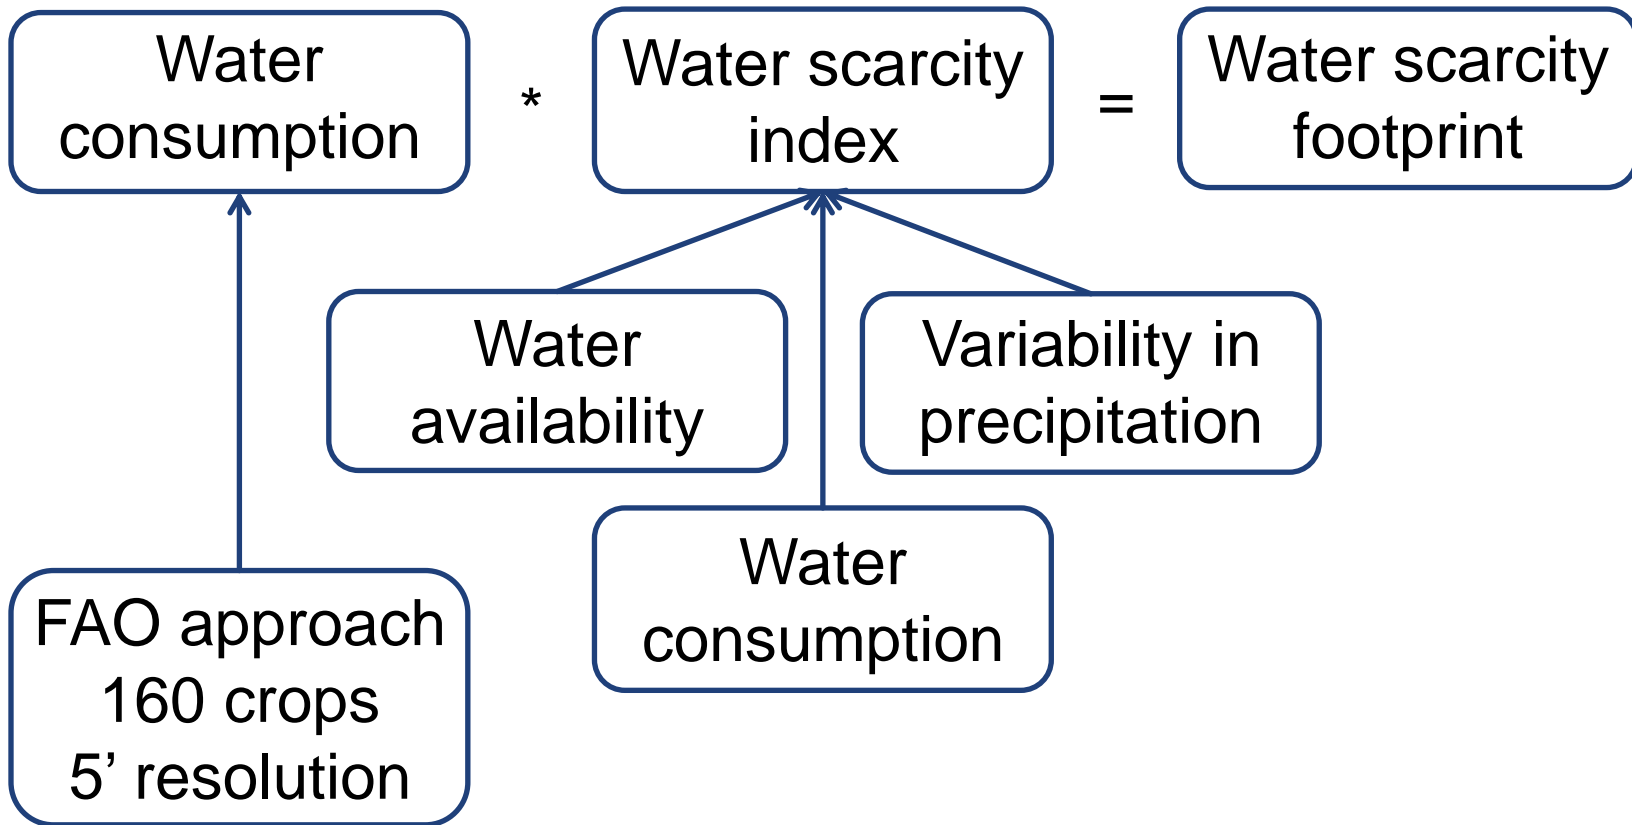 Water
consumption
*
Water scarcity
index
=
Water scarcity
footprint
Water
availability
Variability in
precipitation
Water
consumption
FAO approach
160 crops
5’ resolution